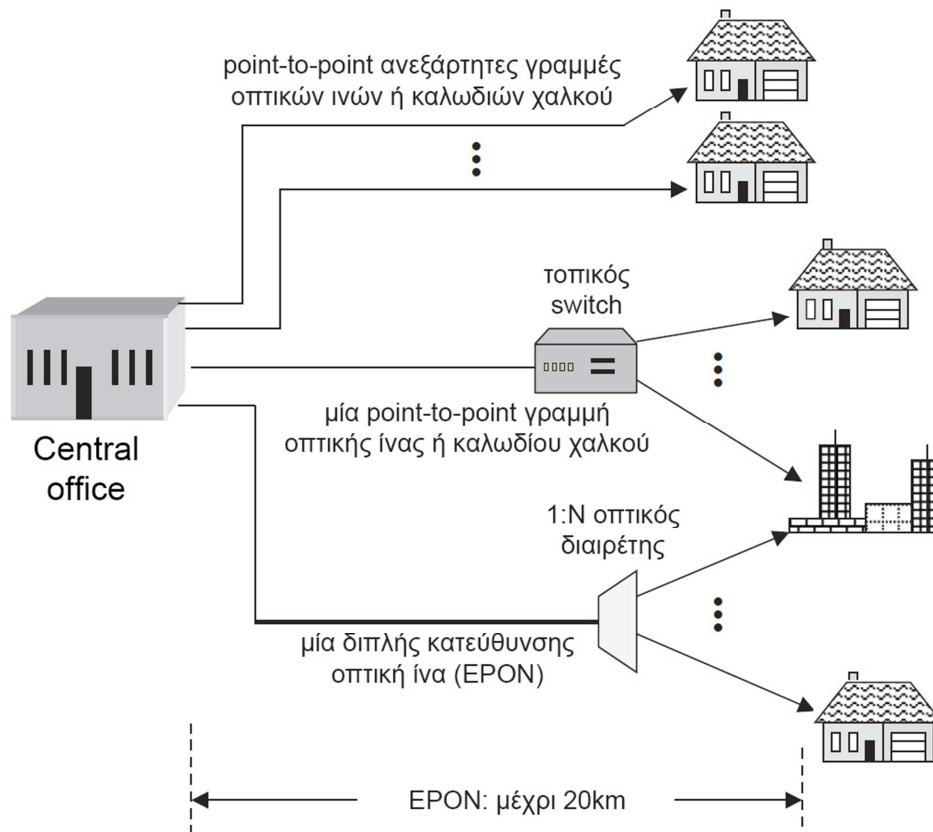 point-to-point ανεξάρτητες γραμμές
οπτικών ινών ή καλωδιών χαλκού
τοπικός
switch
μία point-to-point γραμμή
οπτικής ίνας ή καλωδίου χαλκού
Central
office
1:N οπτικός
διαιρέτης
μία διπλής κατεύθυνσης
οπτική ίνα (EPON)
EPON: μέχρι 20km